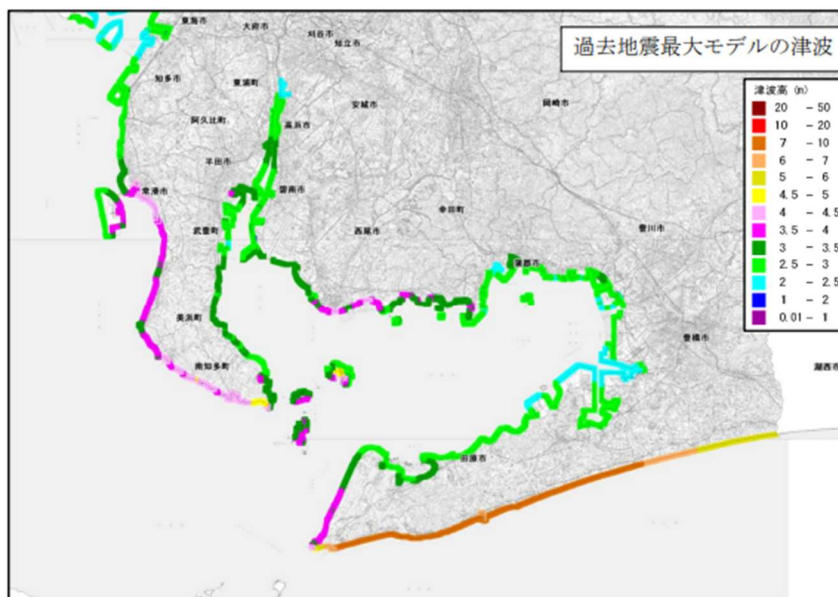 過去地震最大モデルの津波
津波高 (m)
20 - 50
10 - 20
7 - 10
6 - 7
5 - 6
4.5 - 5
4 - 4.5
3.5 - 4
3 - 3.5
2.5 - 3
2 - 2.5
1 - 2
0.01 - 1
東海市
大府市
刈谷市
知立市
知多市
東浦町
安城市
岡崎市
阿久比町
高浜市
半田市
常滑市
碧南市
幸田町
武豊町
西尾市
豊川市
蒲郡市
美浜町
豊橋市
南知多町
湖西市
田原市